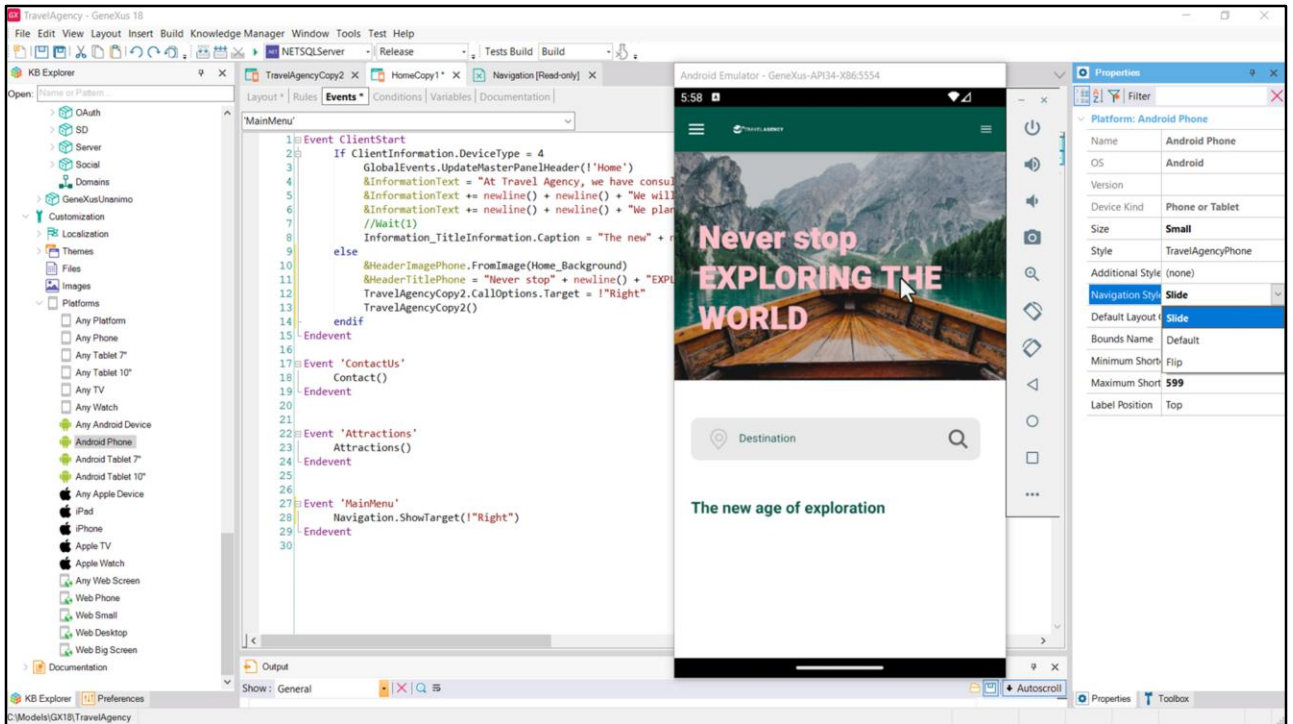 GX TravelAgency - GeneXus 18
File Edit View Layout Insert Build Knowledge Manager Window Tools Test Help
NETSQLServer Release Tests Build Build
KB Explorer
Open: Name or Pattern...
OAuth
SD
Server
Social
Domains
GeneXusUnanimo
Customization
Localization
Themes
Files
Images
Platforms
Any Platform
Any Phone
Any Tablet 7"
Any Tablet 10"
Any TV
Any Watch
Any Android Device
Android Phone
Android Tablet 7"
Android Tablet 10"
Any Apple Device
iPad
iPhone
Apple TV
Apple Watch
Any Web Screen
Web Phone
Web Small
Web Desktop
Web Big Screen
Documentation
KB Explorer Preferences
C:\Models\GX18\TravelAgency
TravelAgencyCopy2 X HomeCopy1* X Navigation [Read-only] X
Layout * | Rules | Events * | Conditions | Variables | Documentation
'MainMenu'
1 Event ClientStart
2 If ClientInformation.DeviceType = 4
3 GlobalEvents.UpdateMasterPanelHeader(!'Home')
4 &InformationText = "At Travel Agency, we have consul
5 &InformationText += newline() + newline() + "We will
6 &InformationText += newline() + newline() + "We plan
7 //Wait(1)
8 Information_TitleInformation.Caption = "The new" + n
9 else
10 &HeaderImagePhone.FromImage(Home_Background)
11 &HeaderTitlePhone = "Never stop" + newline() + "EXPL
12 TravelAgencyCopy2.CallOptions.Target = !"Right"
13 TravelAgencyCopy2()
14 endif
15 Endevent
16
17 Event 'ContactUs'
18 Contact()
19 Endevent
20
21
22 Event 'Attractions'
23 Attractions()
24 Endevent
25
26
27 Event 'MainMenu'
28 Navigation.ShowTarget(!"Right")
29 Endevent
30
Output
Show: General
Autoscroll
Android Emulator - GeneXus-API34-X86:5554
5:58
TRAVEL AGENCY
Never stop
EXPLORING THE
WORLD
Destination
The new age of exploration
Properties
Filter
Platform: Android Phone
Name Android Phone
OS Android
Version
Device Kind Phone or Tablet
Size Small
Style TravelAgencyPhone
Additional Style (none)
Navigation Style Slide
Default Layout Slide
Bounds Name Default
Minimum Short Flip
Maximum Short 599
Label Position Top
Properties Toolbox